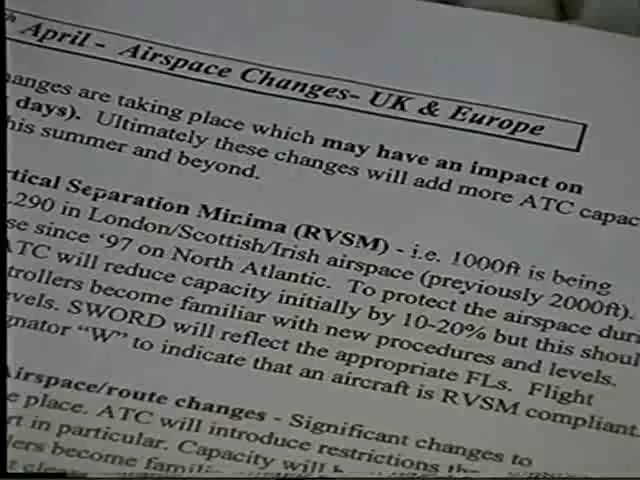 th April - Airspace Changes- UK & Europe
hanges are taking place which may have an impact on
days). Ultimately these changes will add more ATC capac
his summer and beyond.
rtical Separation Minima (RVSM) - i.e. 1000ft is being
290 in London/Scottish/Irish airspace (previously 2000ft).
se since '97 on North Atlantic. To protect the airspace duri
ATC will reduce capacity initially by 10-20% but this shoul
trollers become familiar with new procedures and levels.
evels. SWORD will reflect the appropriate FLs. Flight
gnator "W" to indicate that an aircraft is RVSM compliant.
Airspace/route changes - Significant changes to
e place. ATC will introduce restrictions
rt in particular. Capacity will
lers become